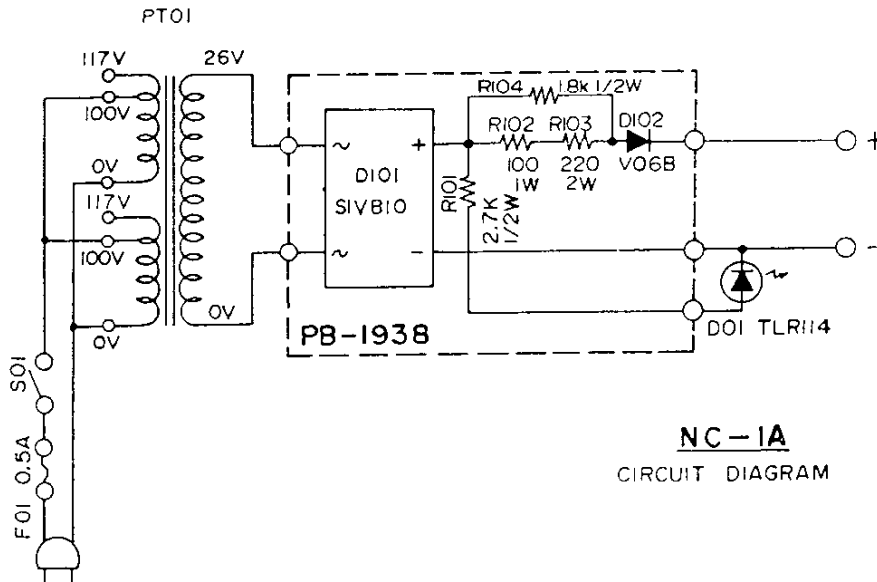 PT01
117V
26V
100V
0V
117V
100V
0V
0V
S01
F01 0.5A
~
+
~
-
D101
S1VB10
R104 1.8k 1/2W
R102 R103 D102
100 220 V06B
1W 2W
R101
2.7K
1/2W
+
-
D01 TLR114
PB-1938
NC-1A
CIRCUIT DIAGRAM